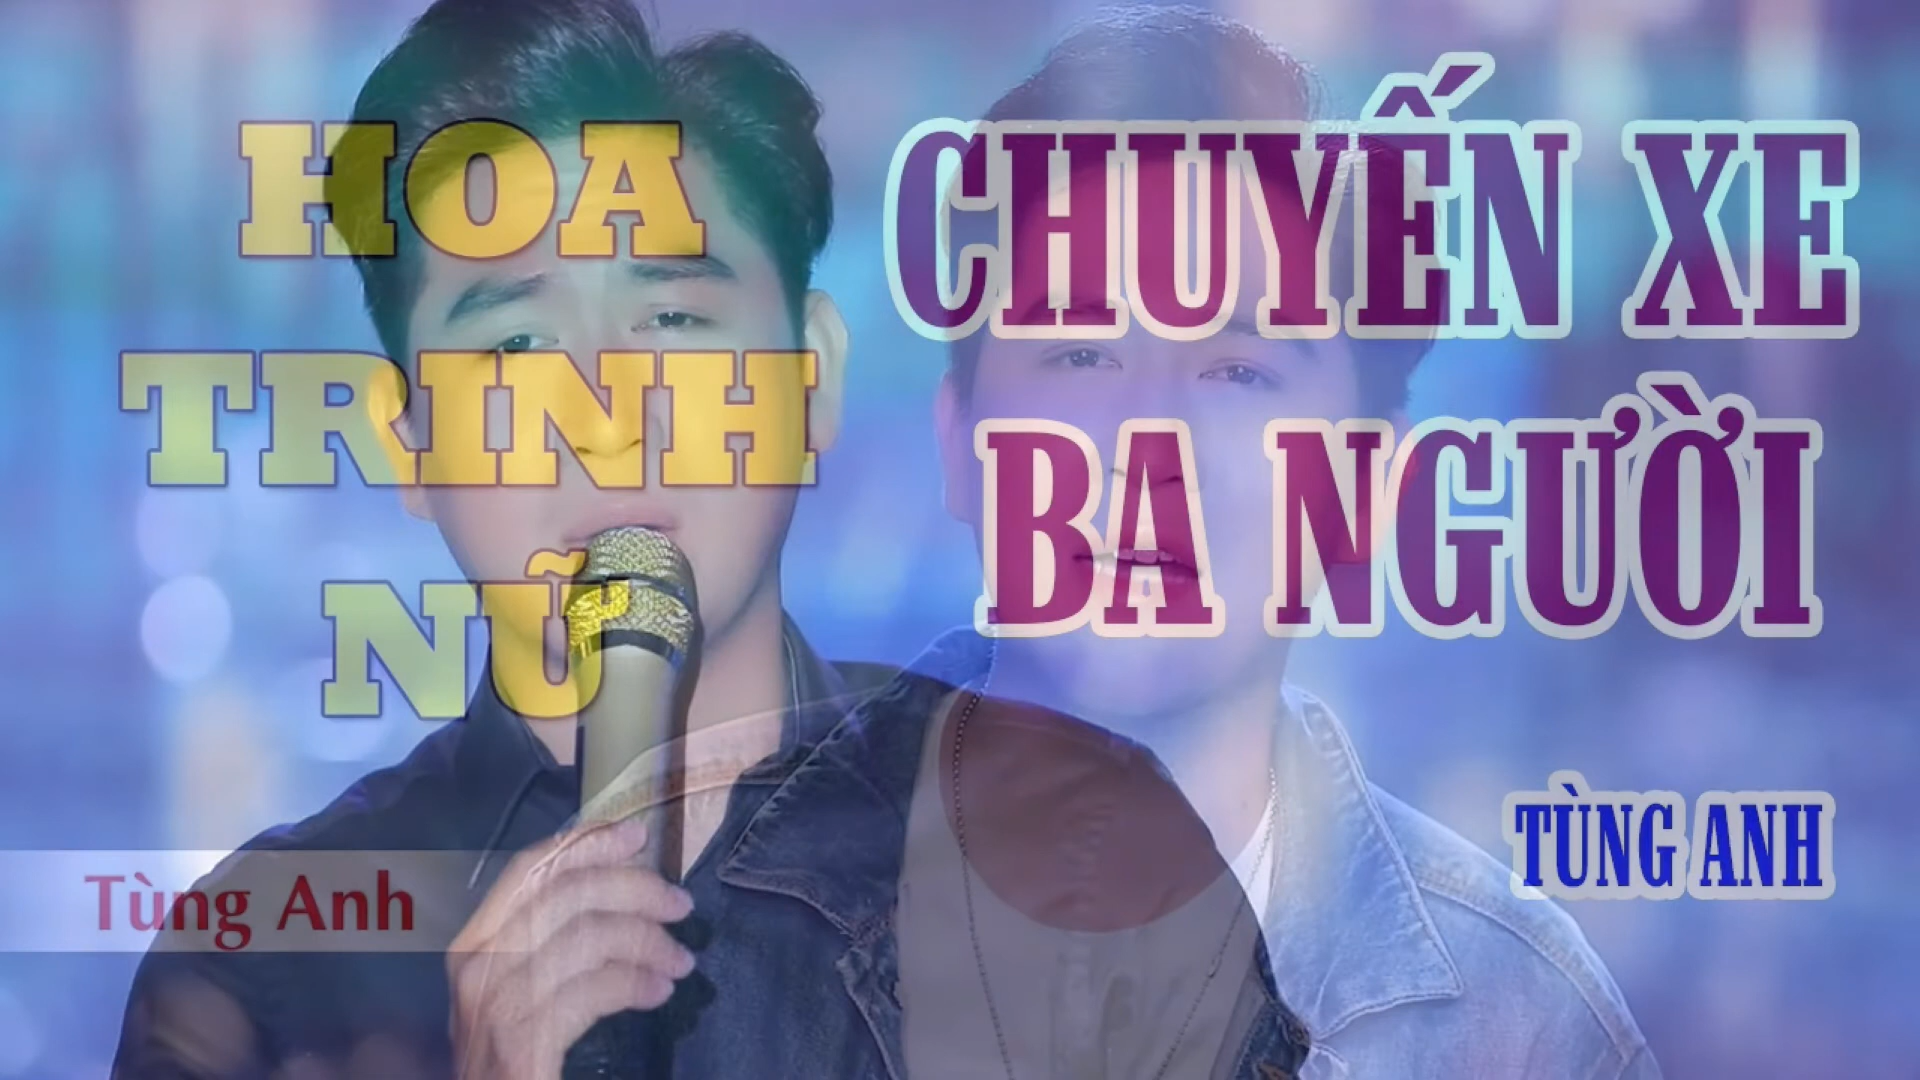 HOA
TRINH
NỮ
Tùng Anh
CHUYẾN XE
BA NGƯỜI
TÙNG ANH